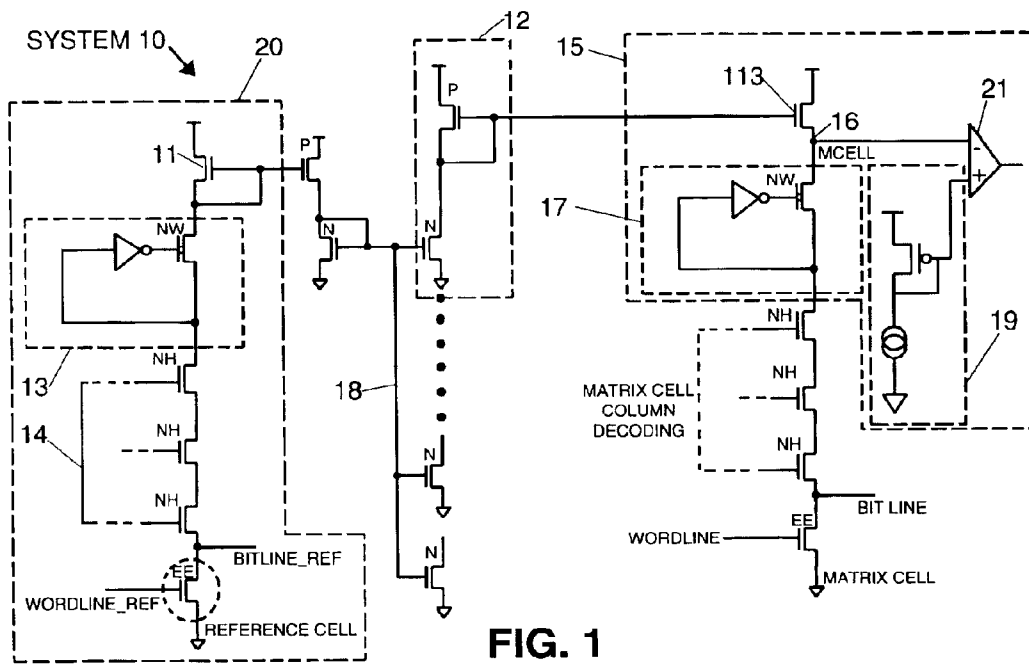 SYSTEM 10
20
12
15
113
21
11
P
P
16
MCELL
-
+
NW
NW
17
N
N
13
NH
NH
19
14
18
NH
NH
MATRIX CELL
COLUMN
DECODING
NH
NH
N
BITLINE_REF
BIT LINE
EE
EE
WORDLINE
N
WORDLINE_REF
REFERENCE CELL
MATRIX CELL
FIG. 1